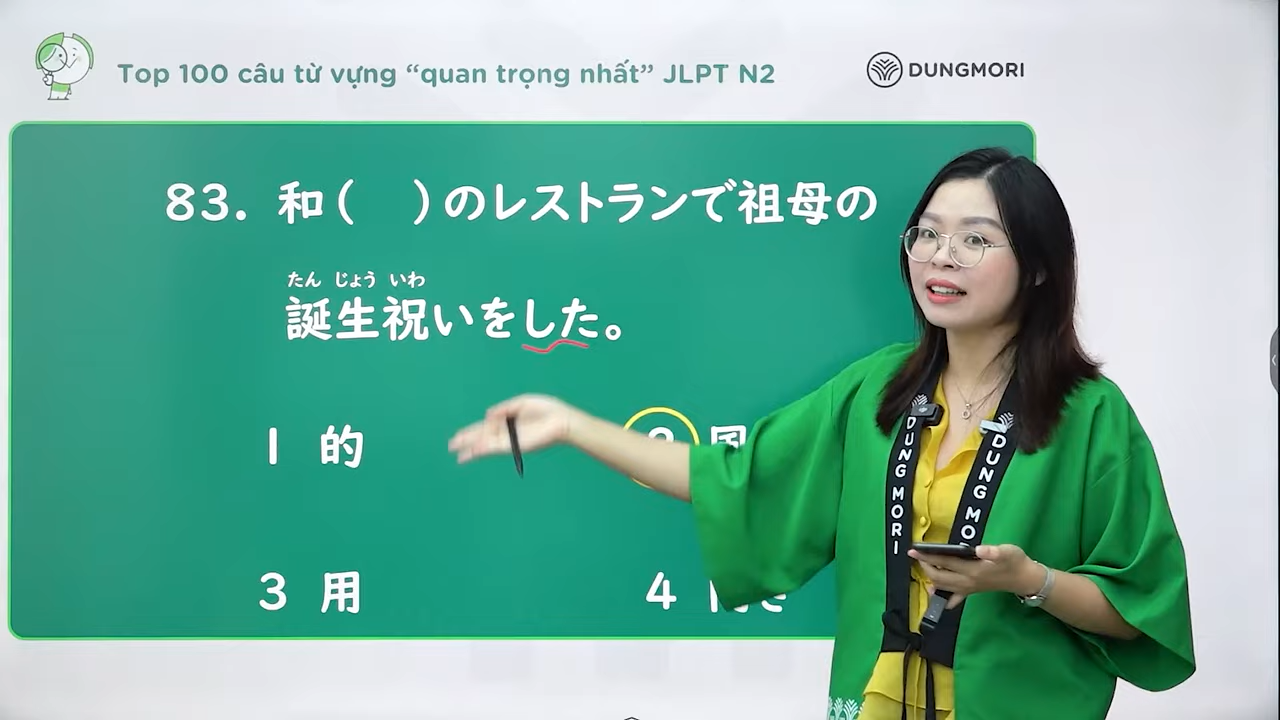 Top 100 câu từ vựng “quan trọng nhất” JLPT N2
DUNGMORI
83. 和(　)のレストランで祖母の
たん じょう いわ
誕生祝いをした。
1 的
3 用
4
DUNG MORI
DUNG MO